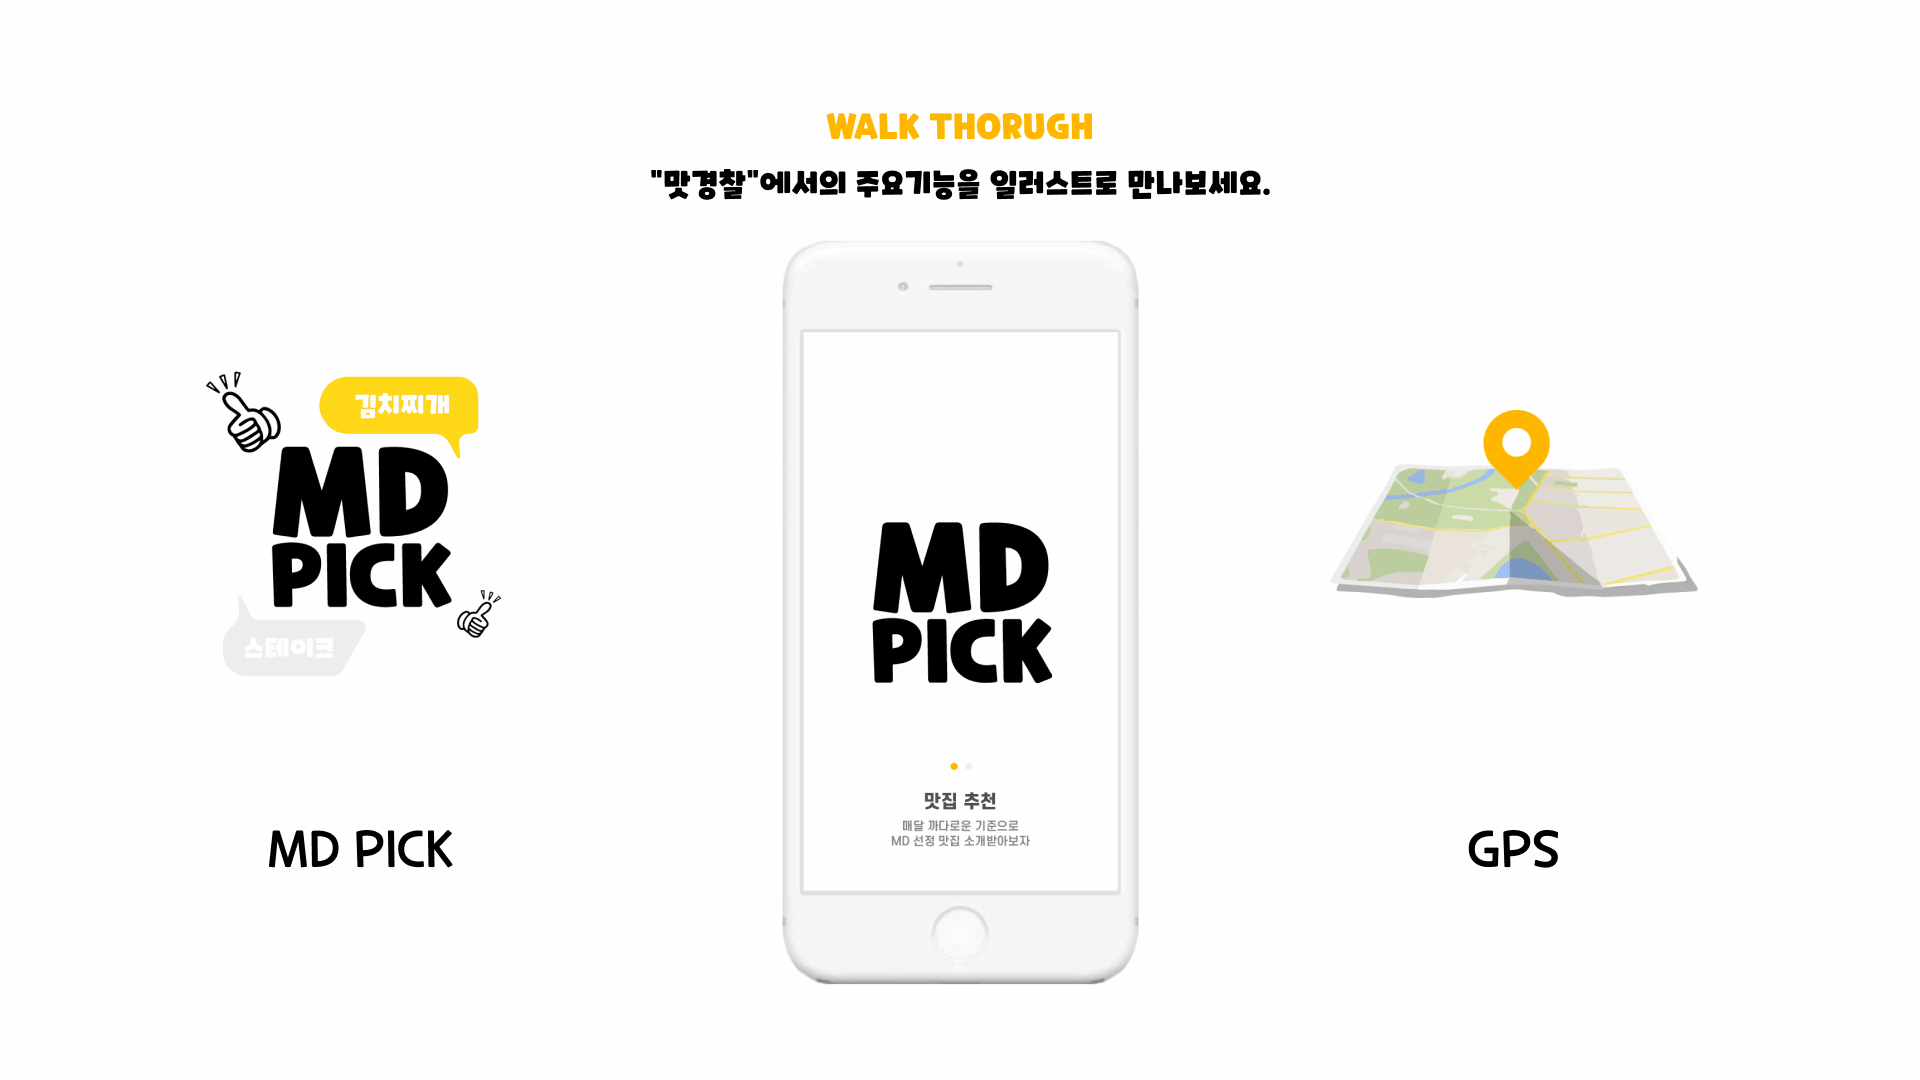 WALK THORUGH
"맛경찰"에서의 주요기능을 일러스트로 만나보세요.
김치찌개
MD
PICK
스테이크
MD PICK
MD
PICK
맛집 추천
매달 까다로운 기준으로
MD 선정 맛집 소개받아보자
GPS